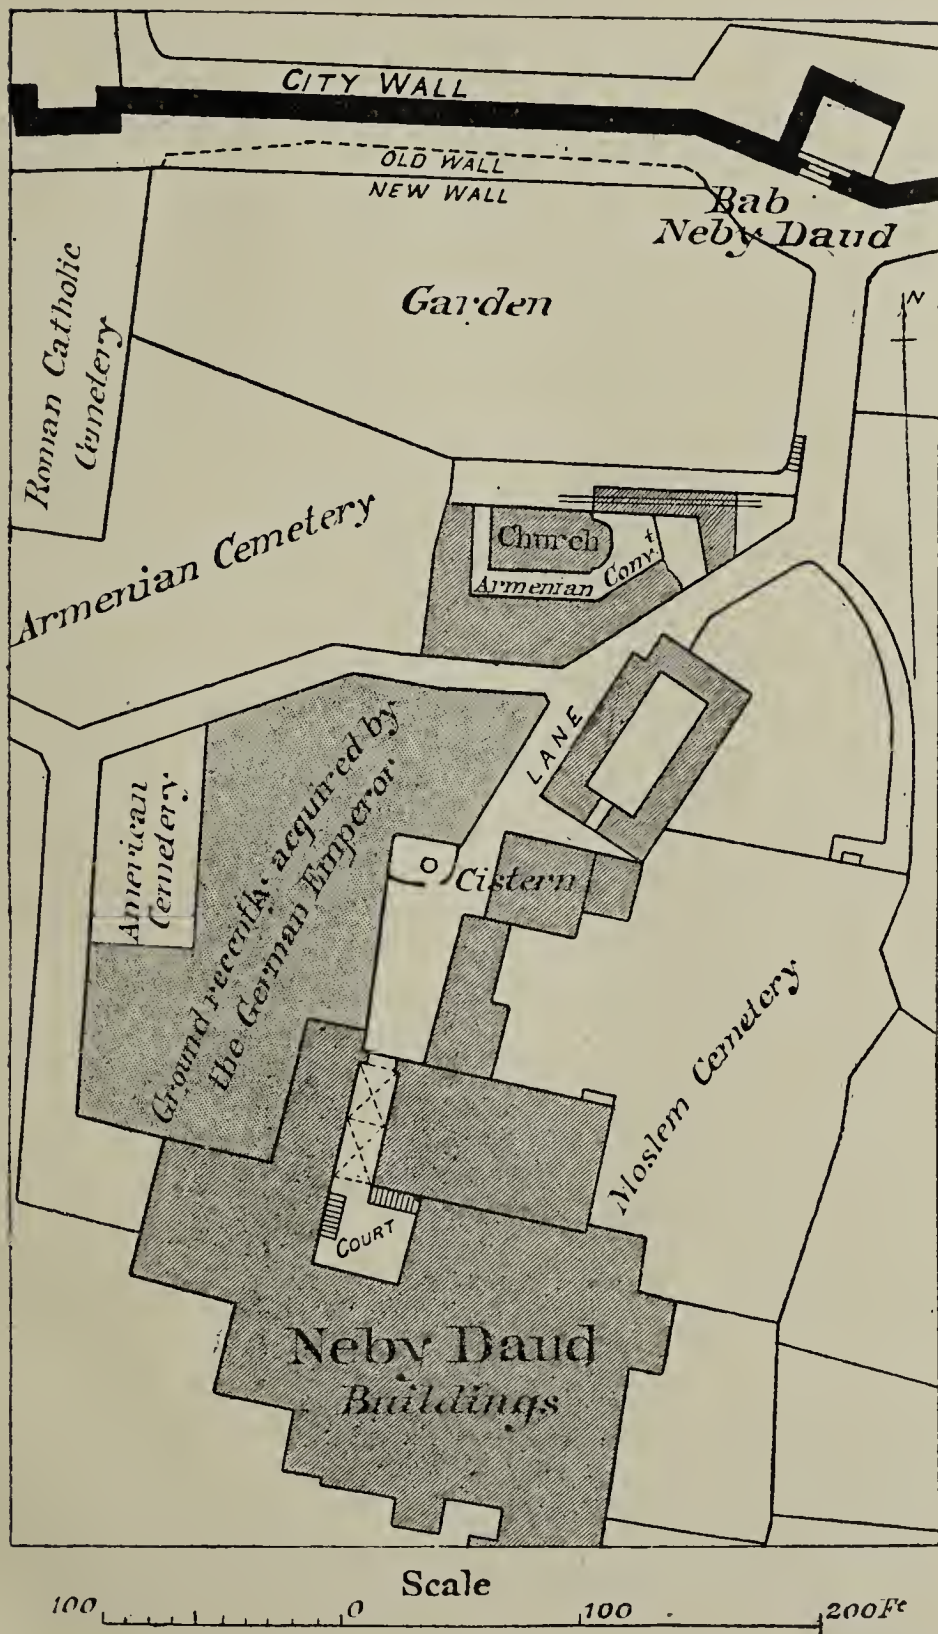 CITY WALL
OLD WALL
NEW WALL
Bab
Neby Daud
N
Garden
Roman Catholic
Cemetery
Armenian Cemetery
Church
Armenian Conv.t
LANE
American
Cemetery
Ground recently acquired by
the German Emperor
Cistern
Moslem Cemetery
COURT
Neby Daud
Buildings
Scale
100 0 100 200 Ft